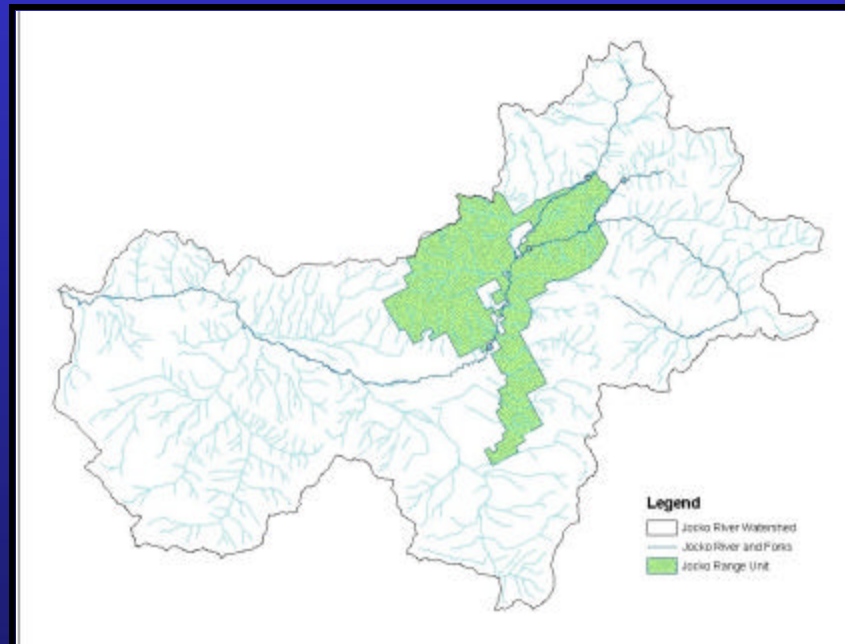 Legend
Jocko River Watershed
Jocko River and Forks
Jocko Range Unit